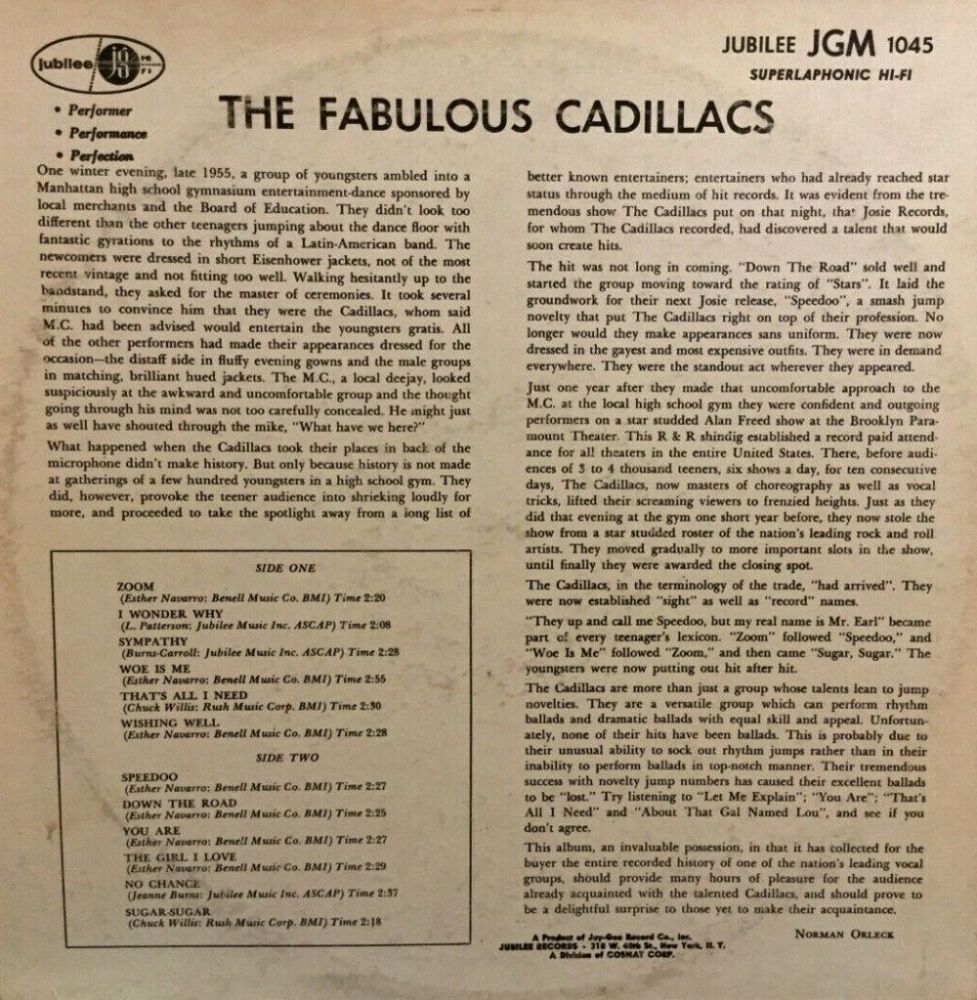 jubilee jg HI FI
JUBILEE JGM 1045
SUPERLAPHONIC HI-FI
• Performer
• Performance
• Perfection
THE FABULOUS CADILLACS
One winter evening, late 1955, a group of youngsters ambled into a
Manhattan high school gymnasium entertainment-dance sponsored by
local merchants and the Board of Education. They didn't look too
different than the other teenagers jumping about the dance floor with
fantastic gyrations to the rhythms of a Latin-American band. The
newcomers were dressed in short Eisenhower jackets, not of the most
recent vintage and not fitting too well. Walking hesitantly up to the
bandstand, they asked for the master of ceremonies. It took several
minutes to convince him that they were the Cadillacs, whom said
M.C. had been advised would entertain the youngsters gratis. All
of the other performers had made their appearances dressed for the
occasion—the distaff side in fluffy evening gowns and the male groups
in matching, brilliant hued jackets. The M.C., a local deejay, looked
suspiciously at the awkward and uncomfortable group and the thought
going through his mind was not too carefully concealed. He might just
as well have shouted through the mike, "What have we here?"
What happened when the Cadillacs took their places in back of the
microphone didn't make history. But only because history is not made
at gatherings of a few hundred youngsters in a high school gym. They
did, however, provoke the teener audience into shrieking loudly for
more, and proceeded to take the spotlight away from a long list of
SIDE ONE
ZOOM
(Esther Navarro: Benell Music Co. BMI) Time 2:20
I WONDER WHY
(L. Patterson: Jubilee Music Inc. ASCAP) Time 2:08
SYMPATHY
(Burns-Carroll: Jubilee Music Inc. ASCAP) Time 2:28
WOE IS ME
(Esther Navarro: Benell Music Co. BMI) Time 2:55
THAT'S ALL I NEED
(Chuck Willis: Rush Music Corp. BMI) Time 2:30
WISHING WELL
(Esther Navarro: Benell Music Co. BMI) Time 2:28
SIDE TWO
SPEEDOO
(Esther Navarro: Benell Music Co. BMI) Time 2:27
DOWN THE ROAD
(Esther Navarro: Benell Music Co. BMI) Time 2:25
YOU ARE
(Esther Navarro: Benell Music Co. BMI) Time 2:27
THE GIRL I LOVE
(Esther Navarro: Benell Music Co. BMI) Time 2:29
NO CHANCE
(Jeanne Burns: Jubilee Music Inc. ASCAP) Time 2:37
SUGAR-SUGAR
(Chuck Willis: Rush Music Corp. BMI) Time 2:18
better known entertainers; entertainers who had already reached star
status through the medium of hit records. It was evident from the tre-
mendous show The Cadillacs put on that night, that Josie Records,
for whom The Cadillacs recorded, had discovered a talent that would
soon create hits.
The hit was not long in coming. "Down The Road" sold well and
started the group moving toward the rating of "Stars". It laid the
groundwork for their next Josie release, "Speedoo", a smash jump
novelty that put The Cadillacs right on top of their profession. No
longer would they make appearances sans uniform. They were now
dressed in the gayest and most expensive outfits. They were in demand
everywhere. They were the standout act wherever they appeared.
Just one year after they made that uncomfortable approach to the
M.C. at the local high school gym they were confident and outgoing
performers on a star studded Alan Freed show at the Brooklyn Para-
mount Theater. This R & R shindig established a record paid attend-
ance for all theaters in the entire United States. There, before audi-
ences of 3 to 4 thousand teeners, six shows a day, for ten consecutive
days, The Cadillacs, now masters of choreography as well as vocal
tricks, lifted their screaming viewers to frenzied heights. Just as they
did that evening at the gym one short year before, they now stole the
show from a star studded roster of the nation's leading rock and roll
artists. They moved gradually to more important slots in the show,
until finally they were awarded the closing spot.
The Cadillacs, in the terminology of the trade, "had arrived". They
were now established "sight" as well as "record" names.
"They up and call me Speedoo, but my real name is Mr. Earl" became
part of every teenager's lexicon. "Zoom" followed "Speedoo," and
"Woe Is Me" followed "Zoom," and then came "Sugar, Sugar." The
youngsters were now putting out hit after hit.
The Cadillacs are more than just a group whose talents lean to jump
novelties. They are a versatile group which can perform rhythm
ballads and dramatic ballads with equal skill and appeal. Unfortun-
ately, none of their hits have been ballads. This is probably due to
their unusual ability to sock out rhythm jumps rather than in their
inability to perform ballads in top-notch manner. Their tremendous
success with novelty jump numbers has caused their excellent ballads
to be "lost." Try listening to "Let Me Explain"; "You Are"; "That's
All I Need" and "About That Gal Named Lou", and see if you
don't agree.
This album, an invaluable possession, in that it has collected for the
buyer the entire recorded history of one of the nation's leading vocal
groups, should provide many hours of pleasure for the audience
already acquainted with the talented Cadillacs, and should prove to
be a delightful surprise to those yet to make their acquaintance.
NORMAN ORLECK
A Product of Jay-Gee Record Co., Inc.
JUBILEE RECORDS - 318 W. 48th St., New York, N. Y.
A Division of COSNAT CORP.